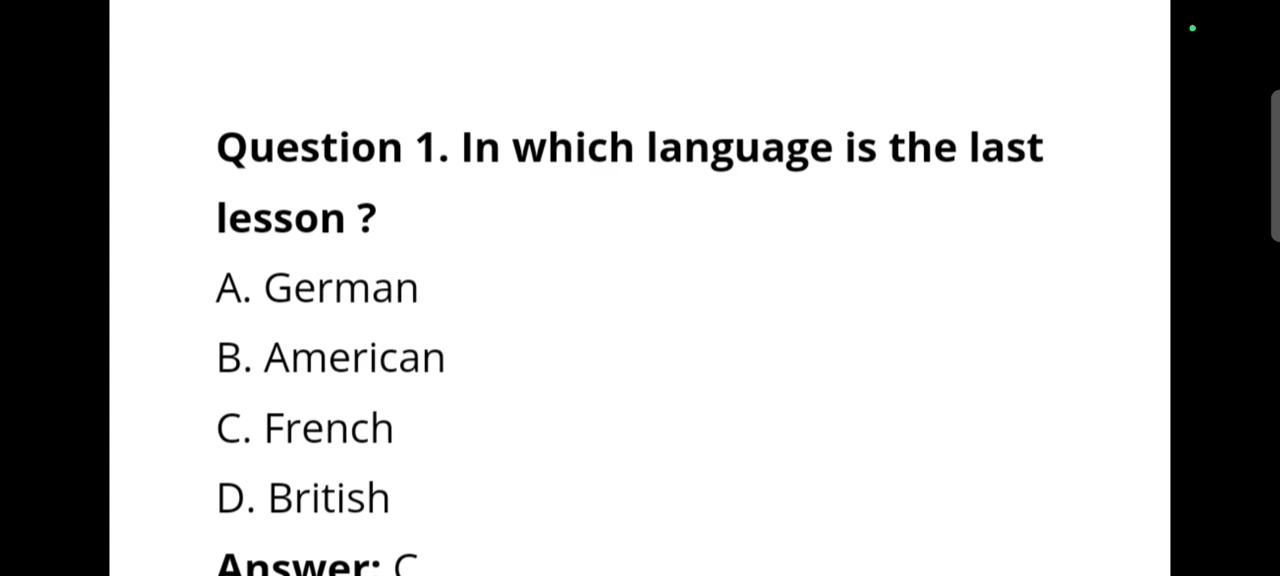 Question 1. In which language is the last
lesson ?
A. German
B. American
C. French
D. British
Answer: C